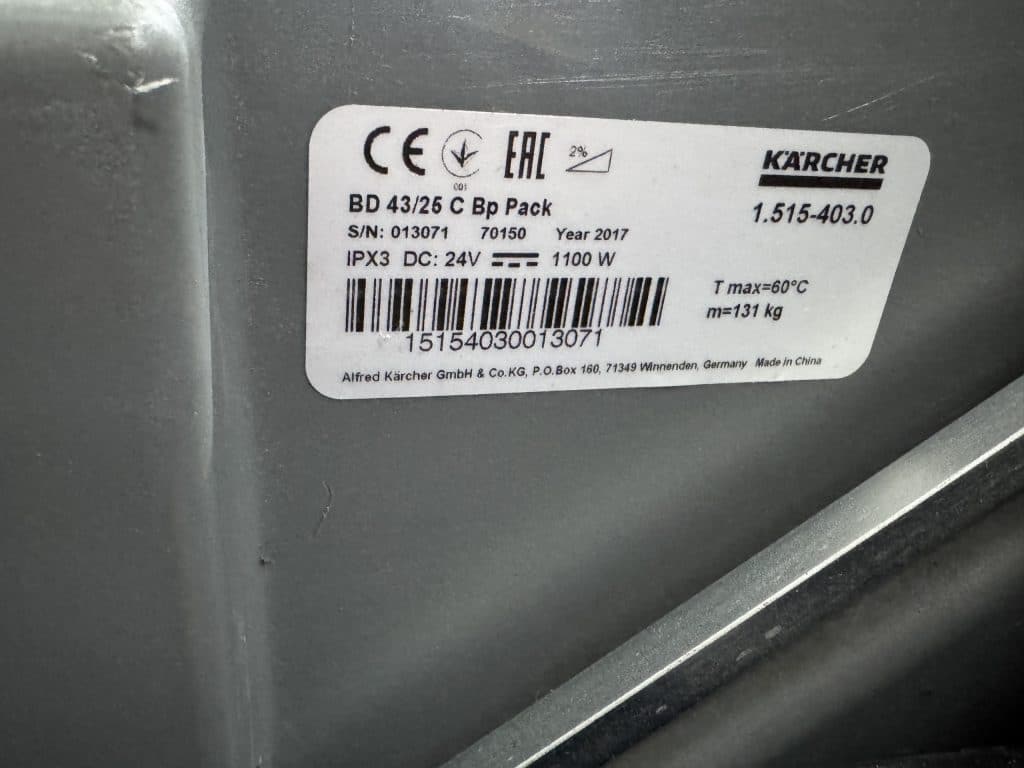 CE 001 EAC 2%
KÄRCHER
BD 43/25 C Bp Pack
1.515-403.0
S/N: 013071 70150 Year 2017
IPX3 DC: 24V 1100 W
T max=60°C
m=131 kg
15154030013071
Alfred Kärcher GmbH & Co.KG, P.O.Box 160, 71349 Winnenden, Germany Made in China